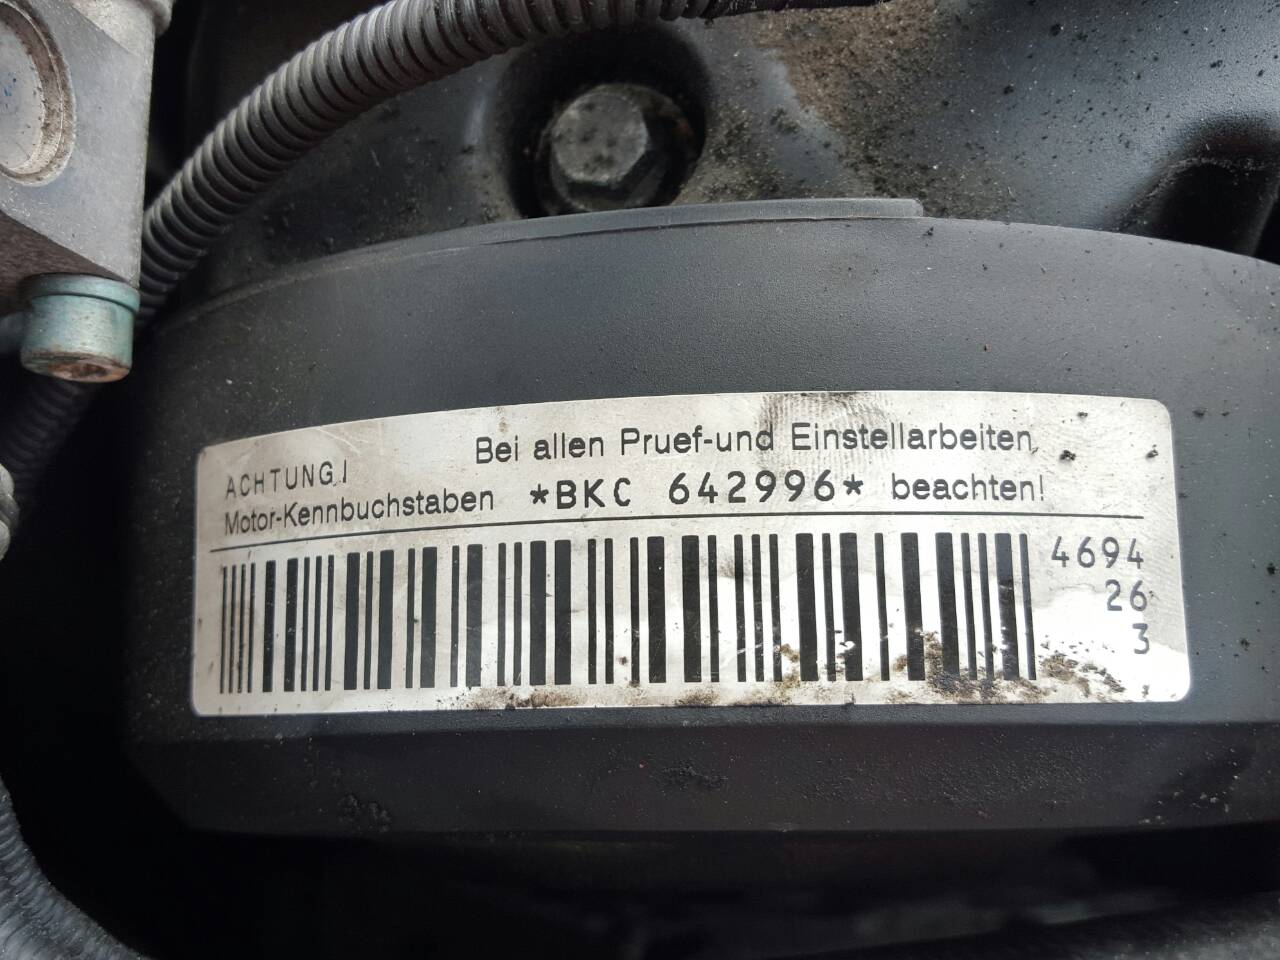 ACHTUNG! Bei allen Pruef-und Einstellarbeiten,
Motor-Kennbuchstaben *BKC 642996* beachten!
4694
26
3